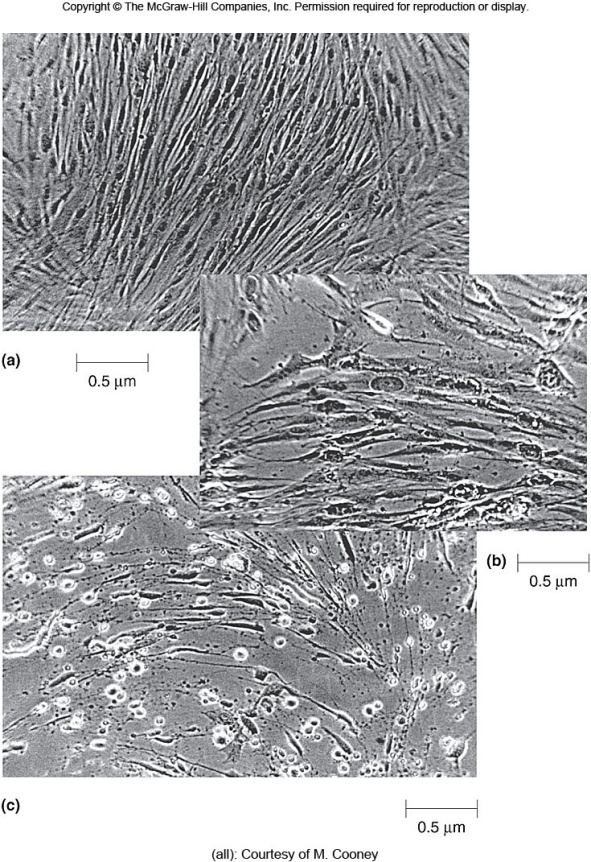 Copyright © The McGraw-Hill Companies, Inc. Permission required for reproduction or display.
(a)
0.5 μm
(b)
0.5 μm
(c)
0.5 μm
(all): Courtesy of M. Cooney